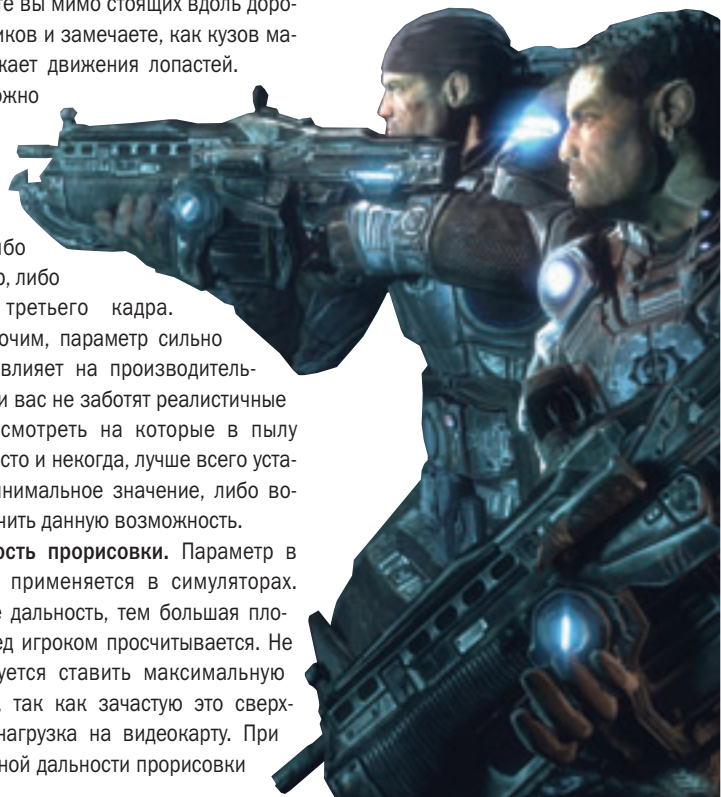 те вы мимо стоящих вдоль доро-
иков и замечаете, как кузов ма-
жает движения лопастей.
ожно
ибо
р, либо
третьего кадра.
очим, параметр сильно
влияет на производитель-
и вас не заботят реалистичные
смотреть на которые в пылу
сто и некогда, лучше всего уста-
инимальное значение, либо во-
чить данную возможность.
ость прорисовки. Параметр в
применяется в симуляторах.
е дальность, тем большая пло-
ед игроком просчитывается. Не
уется ставить максимальную
, так как зачастую это сверх-
нагрузка на видеокарту. При
ной дальности прорисовки